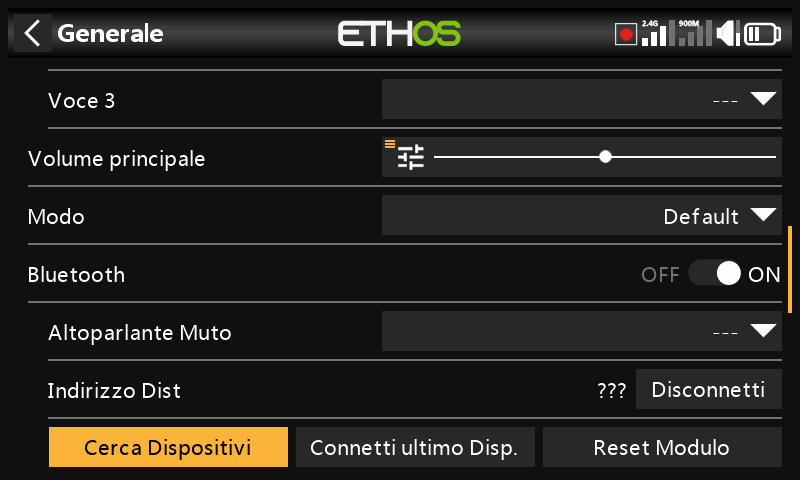 Generale
ETHOS
2.4G
900M
Voce 3
---
Volume principale
Modo
Default
Bluetooth
OFF
ON
Altoparlante Muto
---
Indirizzo Dist
???
Disconnetti
Cerca Dispositivi
Connetti ultimo Disp.
Reset Modulo